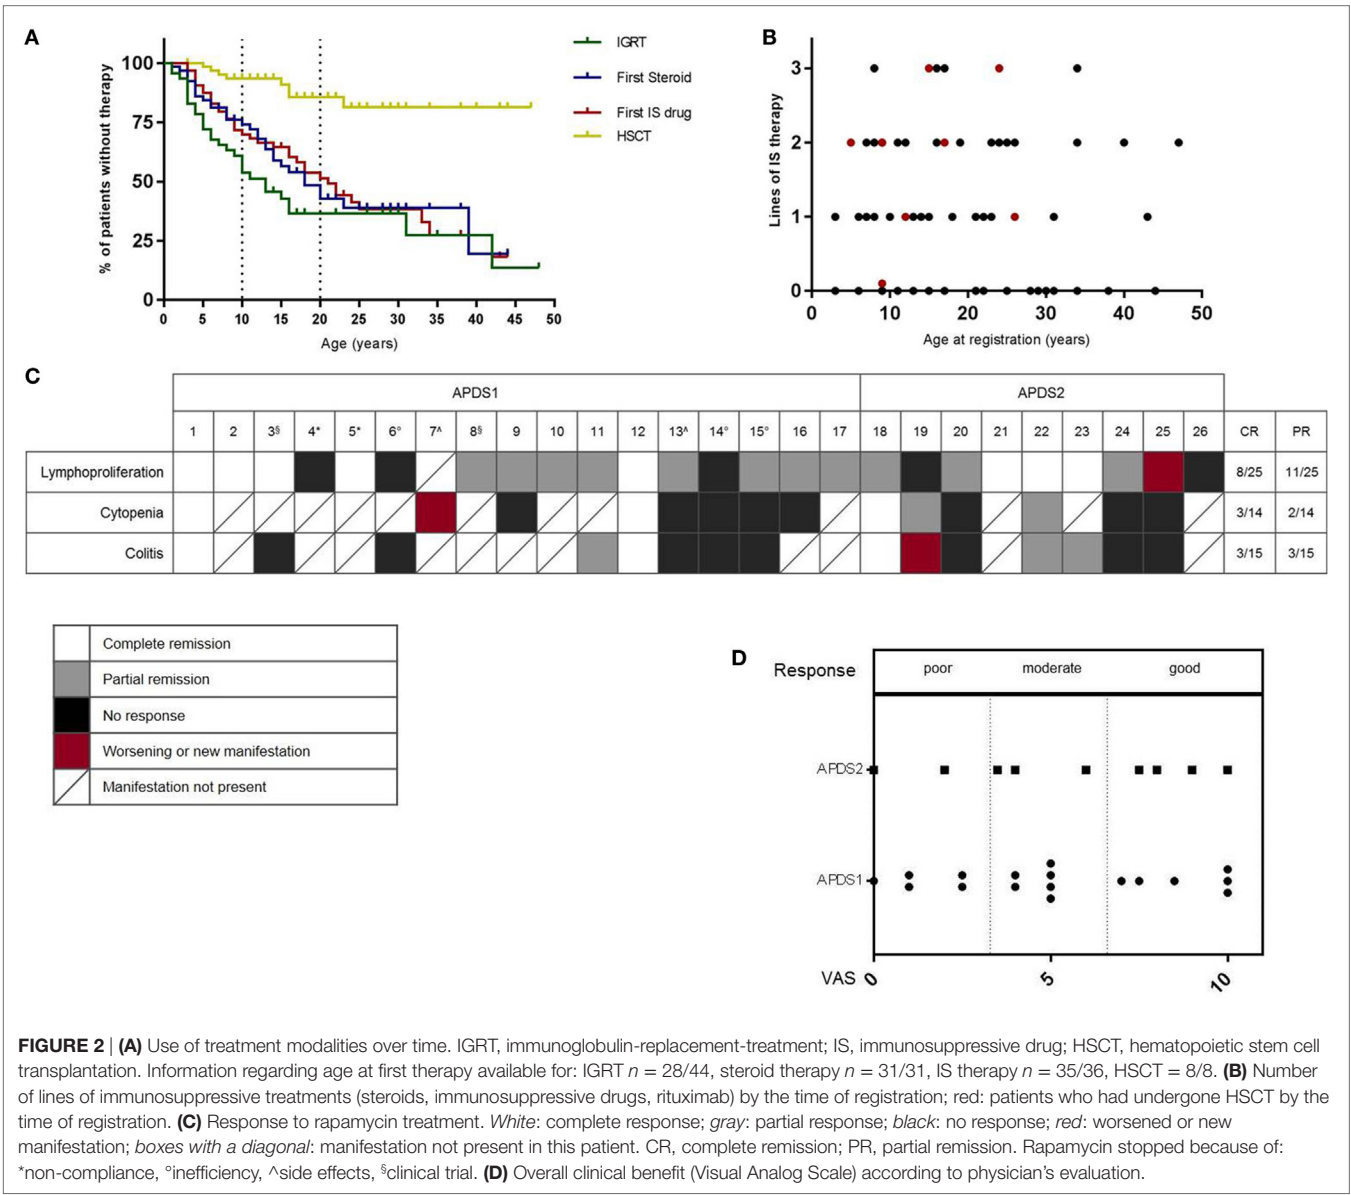 A
% of patients without therapy
100
75
50
25
0
0 5 10 15 20 25 30 35 40 45 50
Age (years)
IGRT
First Steroid
First IS drug
HSCT
B
Lines of IS therapy
3
2
1
0
0 10 20 30 40 50
Age at registration (years)
C
APDS1 APDS2
1 2 3§ 4* 5* 6° 7^ 8§ 9 10 11 12 13^ 14° 15° 16 17 18 19 20 21 22 23 24 25 26 CR PR
Lymphoproliferation 8/25 11/25
Cytopenia 3/14 2/14
Colitis 3/15 3/15
Complete remission
Partial remission
No response
Worsening or new manifestation
Manifestation not present
D
Response poor moderate good
APDS2
APDS1
VAS 0 5 10
FIGURE 2 | (A) Use of treatment modalities over time. IGRT, immunoglobulin-replacement-treatment; IS, immunosuppressive drug; HSCT, hematopoietic stem cell
transplantation. Information regarding age at first therapy available for: IGRT n = 28/44, steroid therapy n = 31/31, IS therapy n = 35/36, HSCT = 8/8. (B) Number
of lines of immunosuppressive treatments (steroids, immunosuppressive drugs, rituximab) by the time of registration; red: patients who had undergone HSCT by the
time of registration. (C) Response to rapamycin treatment. White: complete response; gray: partial response; black: no response; red: worsened or new
manifestation; boxes with a diagonal: manifestation not present in this patient. CR, complete remission; PR, partial remission. Rapamycin stopped because of:
*non-compliance, °inefficiency, ^side effects, §clinical trial. (D) Overall clinical benefit (Visual Analog Scale) according to physician’s evaluation.